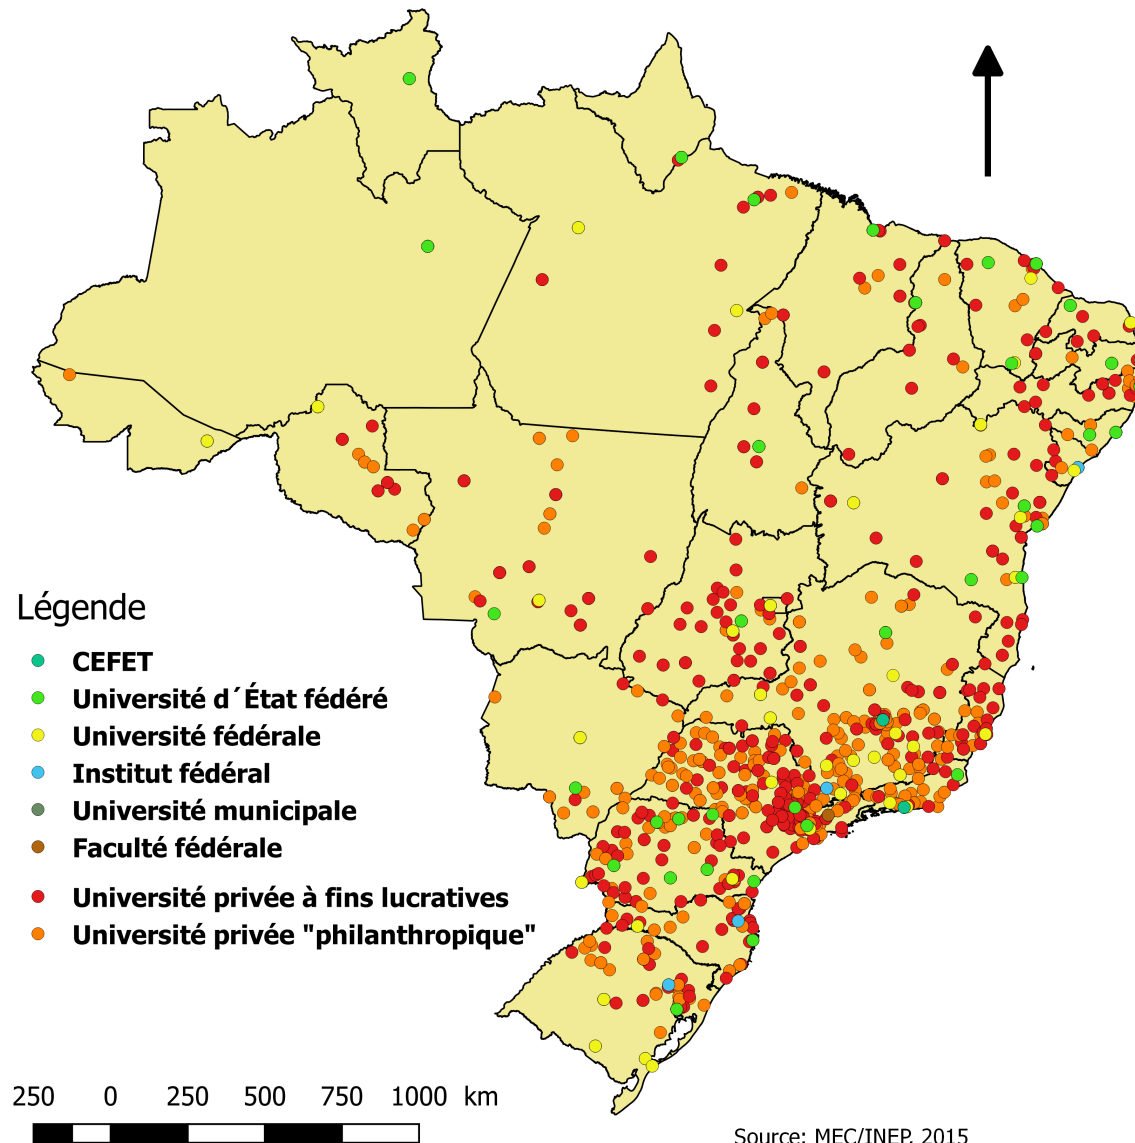 Légende
CEFET
Université d´État fédéré
Université fédérale
Institut fédéral
Université municipale
Faculté fédérale
Université privée à fins lucratives
Université privée "philanthropique"
250 0 250 500 750 1000 km
Source: MEC/INEP, 2015